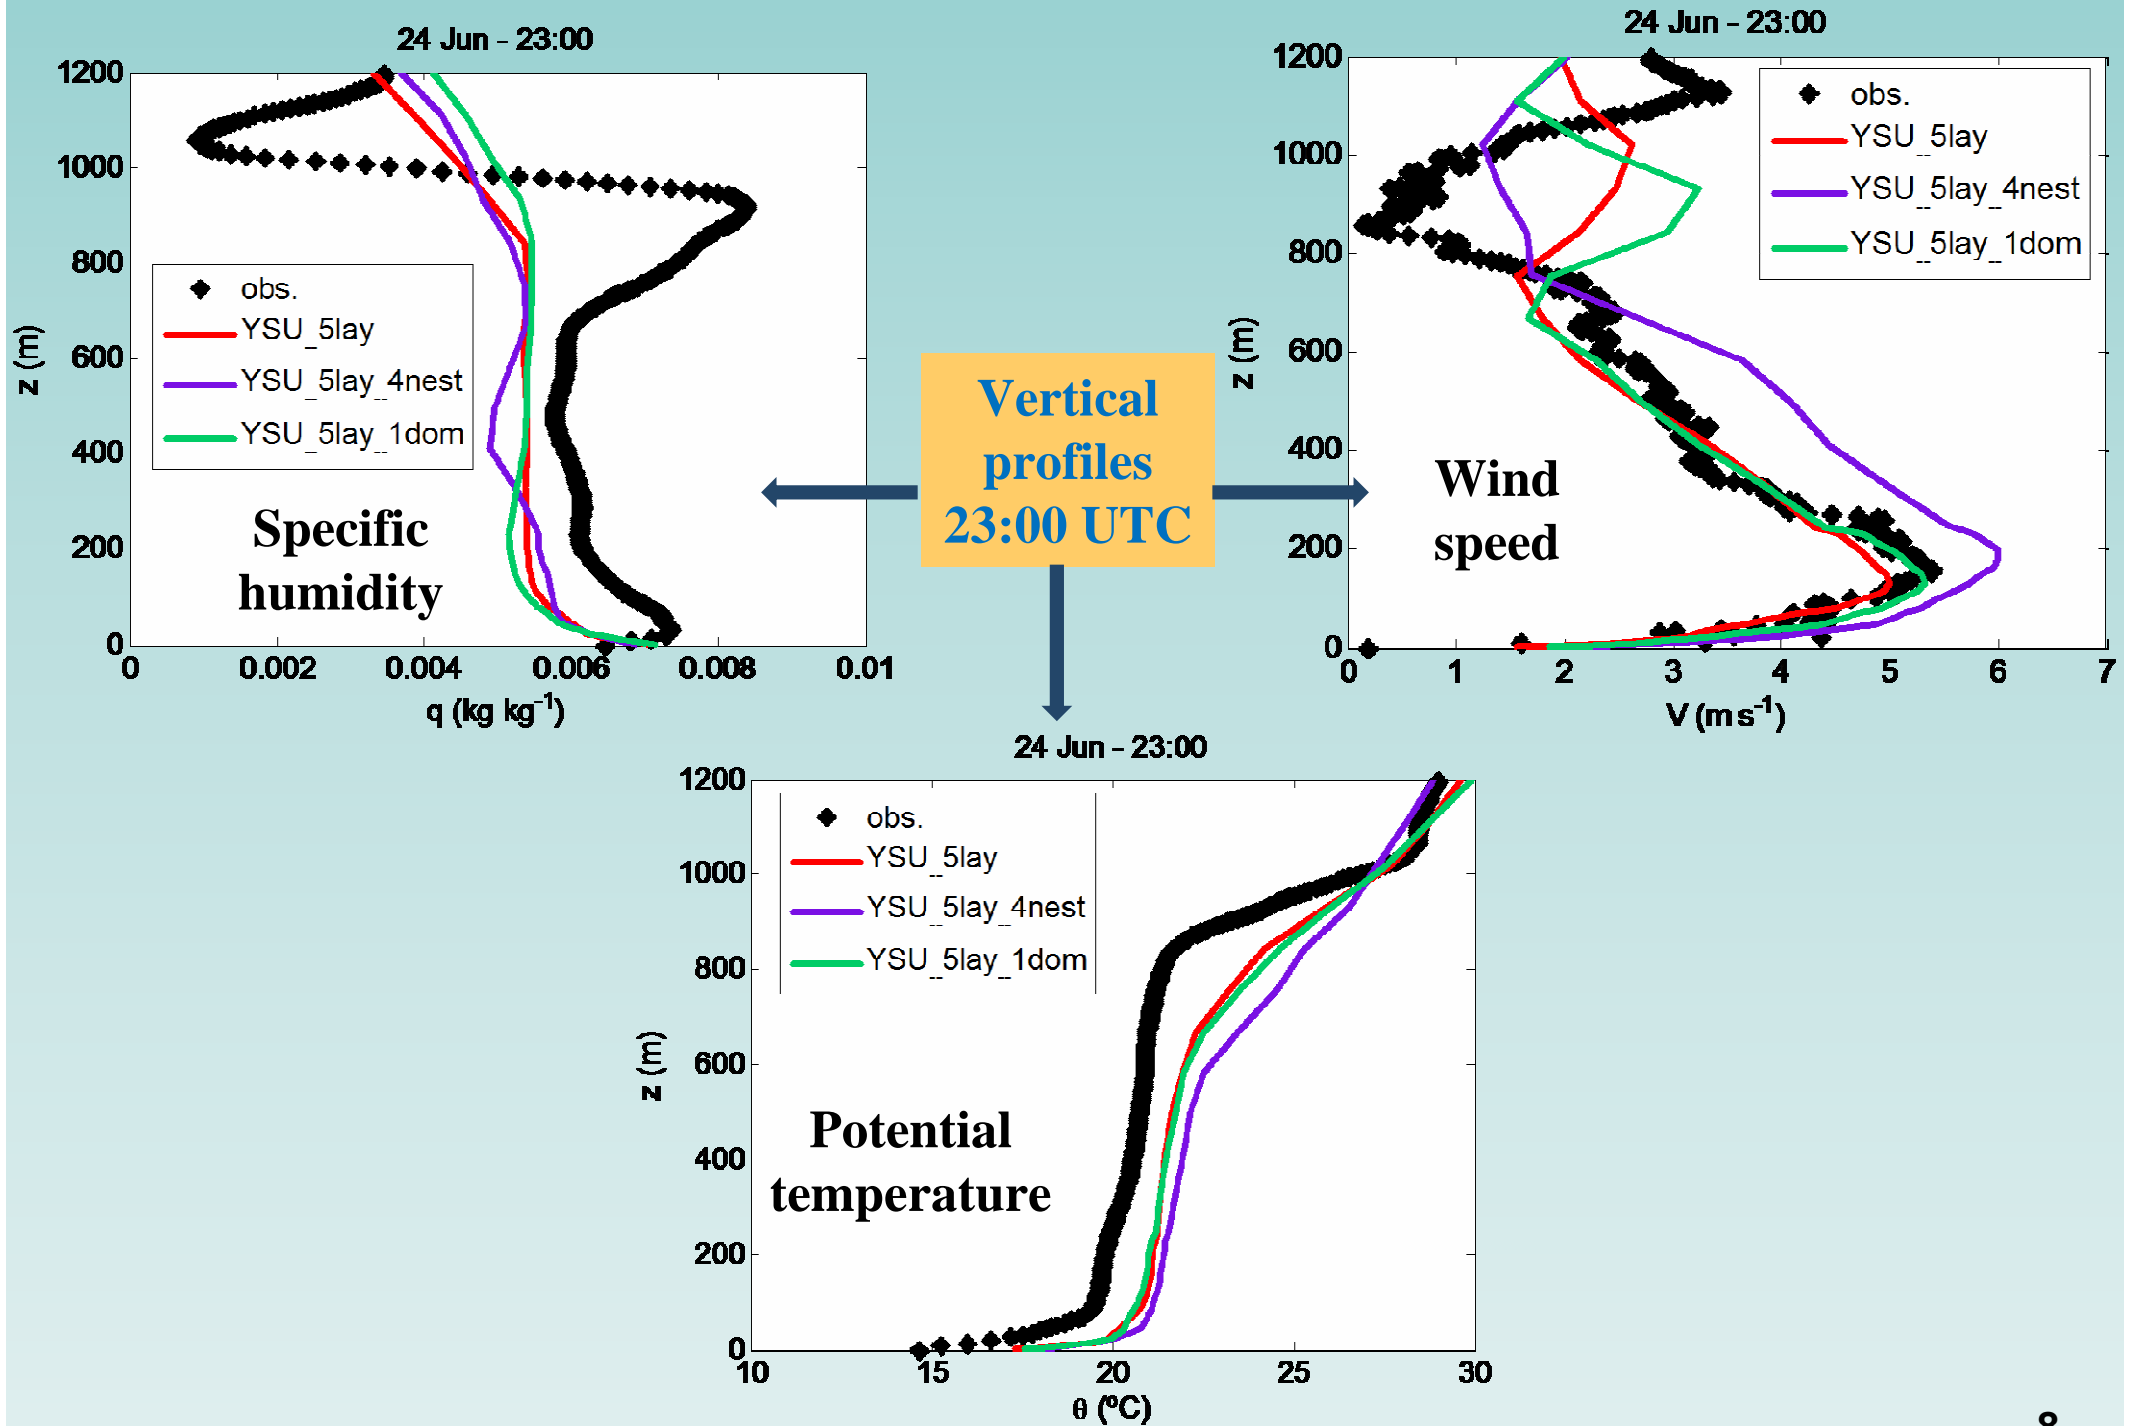 24 Jun - 23:00
1200
1000
800
600
400
200
0
z (m)
obs.
YSU_5lay
YSU_5lay_4nest
YSU_5lay_1dom
Specific
humidity
0 0.002 0.004 0.006 0.008 0.01
q (kg kg⁻¹)
Vertical
profiles
23:00 UTC
24 Jun - 23:00
1200
1000
800
600
400
200
0
z (m)
obs.
YSU_5lay
YSU_5lay_4nest
YSU_5lay_1dom
Wind
speed
0 1 2 3 4 5 6 7
V (m s⁻¹)
24 Jun - 23:00
1200
1000
800
600
400
200
0
z (m)
obs.
YSU_5lay
YSU_5lay_4nest
YSU_5lay_1dom
Potential
temperature
10 15 20 25 30
θ (ºC)
8